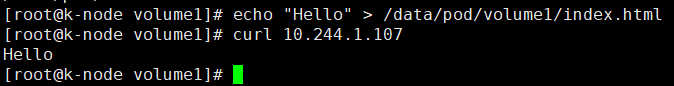 [root@k-node volume1]# echo "Hello" > /data/pod/volume1/index.html
[root@k-node volume1]# curl 10.244.1.107
Hello
[root@k-node volume1]#